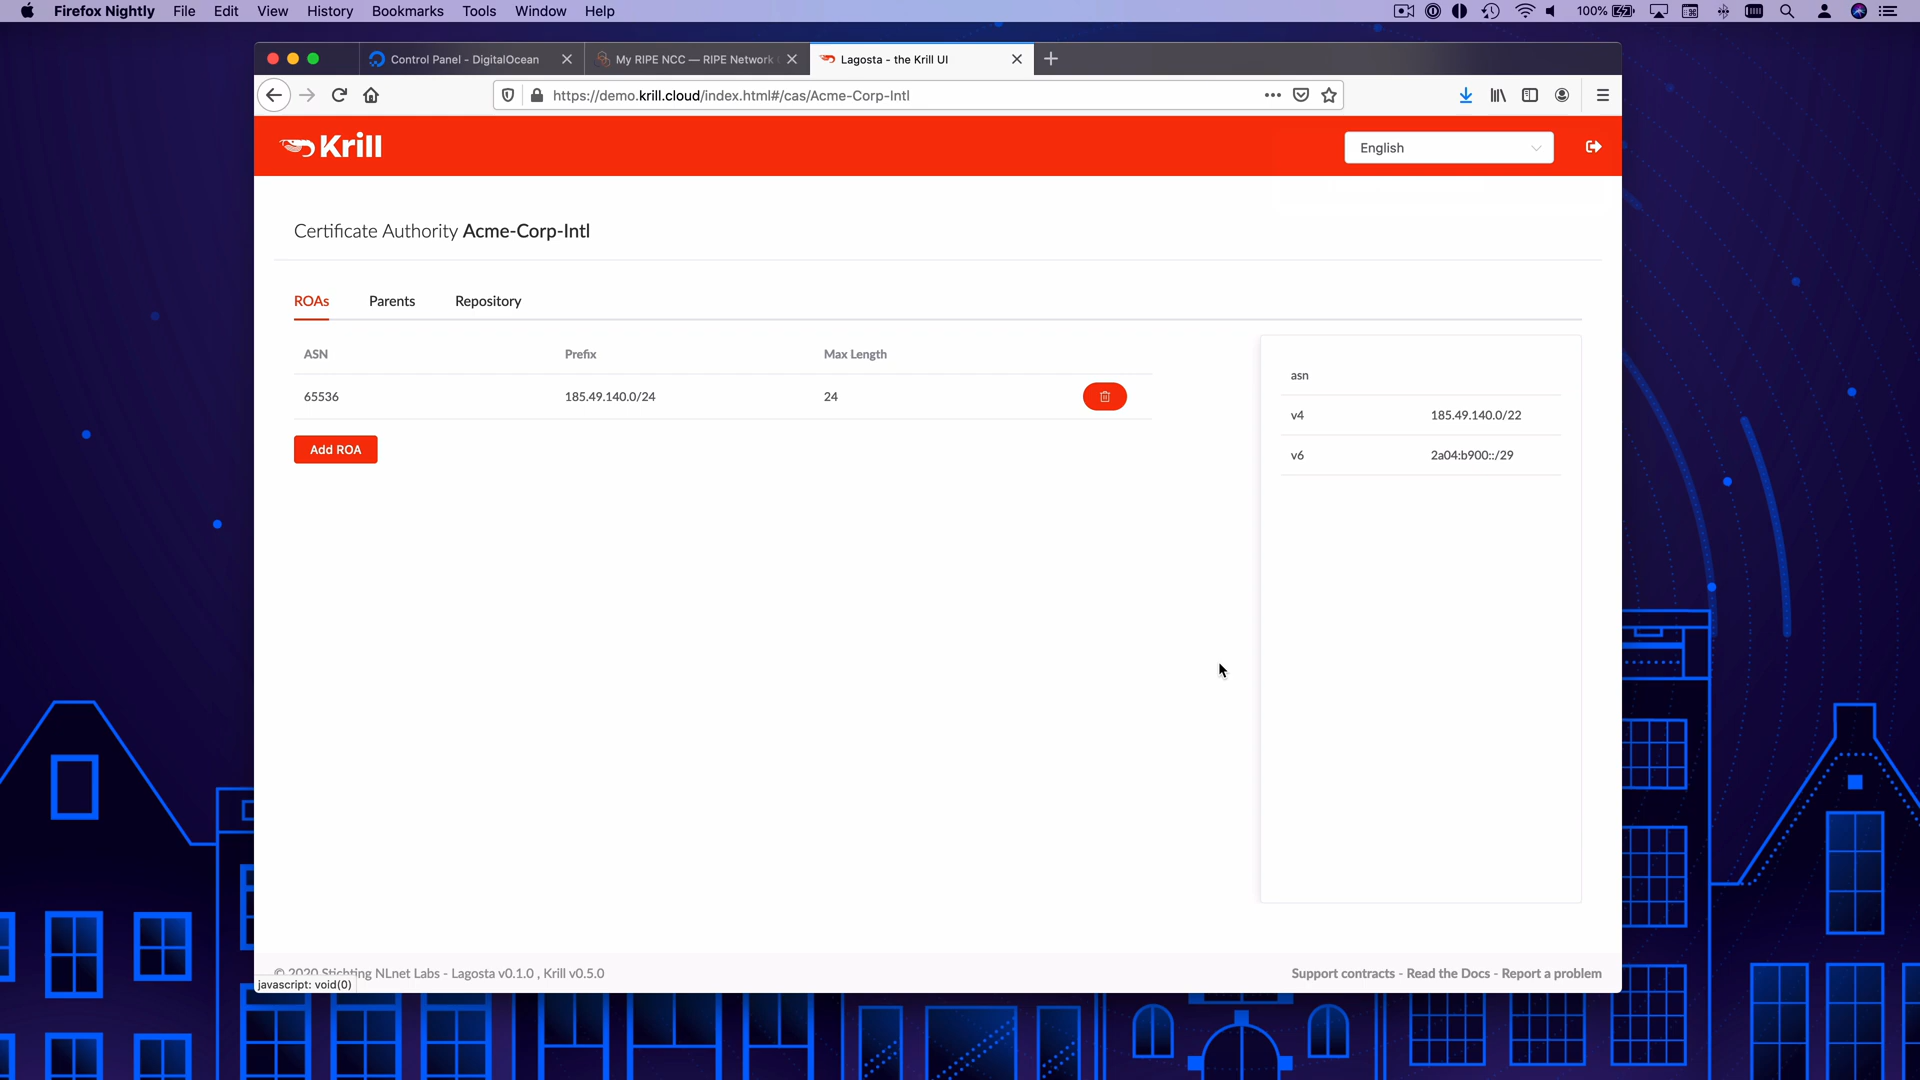 Firefox Nightly File Edit View History Bookmarks Tools Window Help 100%
Control Panel - DigitalOcean My RIPE NCC — RIPE Network Lagosta - the Krill UI
https://demo.krill.cloud/index.html#/cas/Acme-Corp-Intl
Krill English
Certificate Authority Acme-Corp-Intl
ROAs Parents Repository
ASN Prefix Max Length
65536 185.49.140.0/24 24
Add ROA
asn
v4 185.49.140.0/22
v6 2a04:b900::/29
© 2020 Stichting NLnet Labs - Lagosta v0.1.0 , Krill v0.5.0 Support contracts - Read the Docs - Report a problem
javascript: void(0)